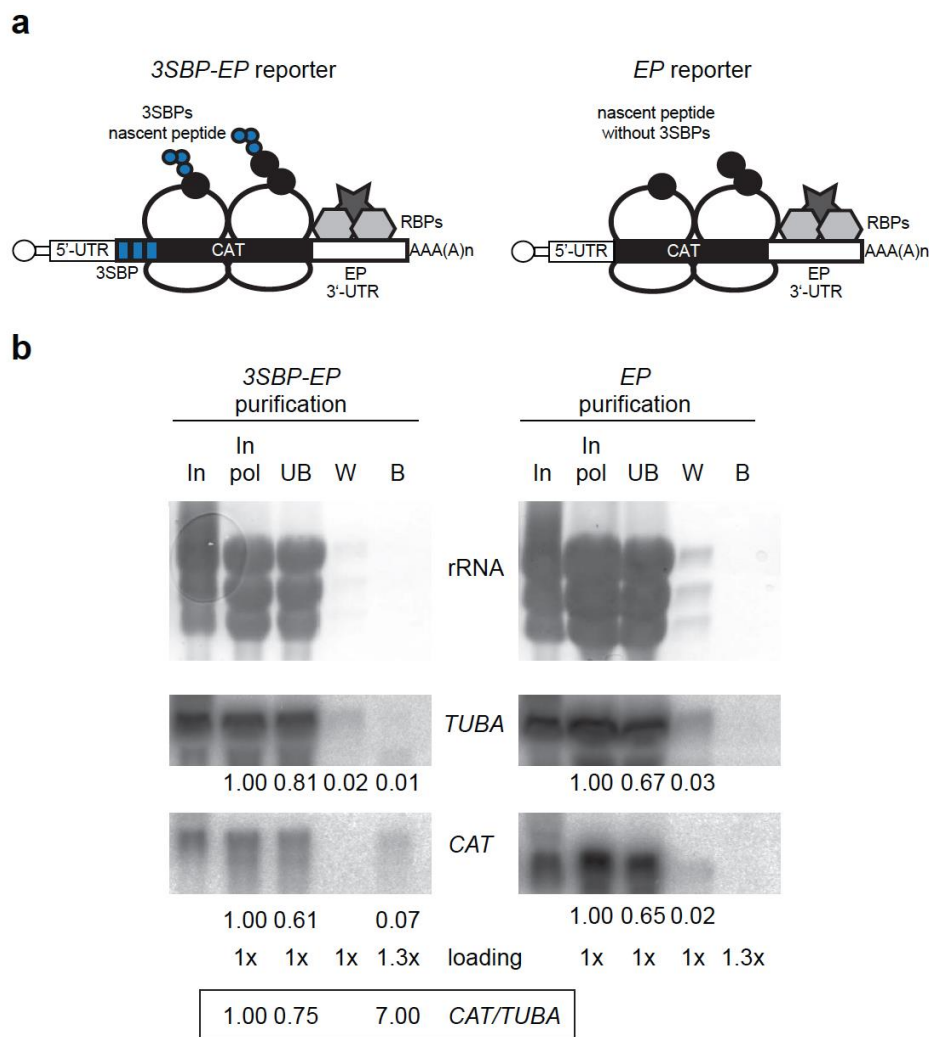 a
3SBP-EP reporter
EP reporter
3SBPs
nascent peptide
nascent peptide
without 3SBPs
RBPs
RBPs
5'-UTR
CAT
AAA(A)n
5'-UTR
CAT
AAA(A)n
3SBP
EP
3'-UTR
EP
3'-UTR
b
3SBP-EP
purification
EP
purification
In In pol UB W B
In In pol UB W B
rRNA
TUBA
1.00 0.81 0.02 0.01
1.00 0.67 0.03
CAT
1.00 0.61 0.07
1.00 0.65 0.02
1x 1x 1x 1.3x loading 1x 1x 1x 1.3x
1.00 0.75 7.00 CAT/TUBA